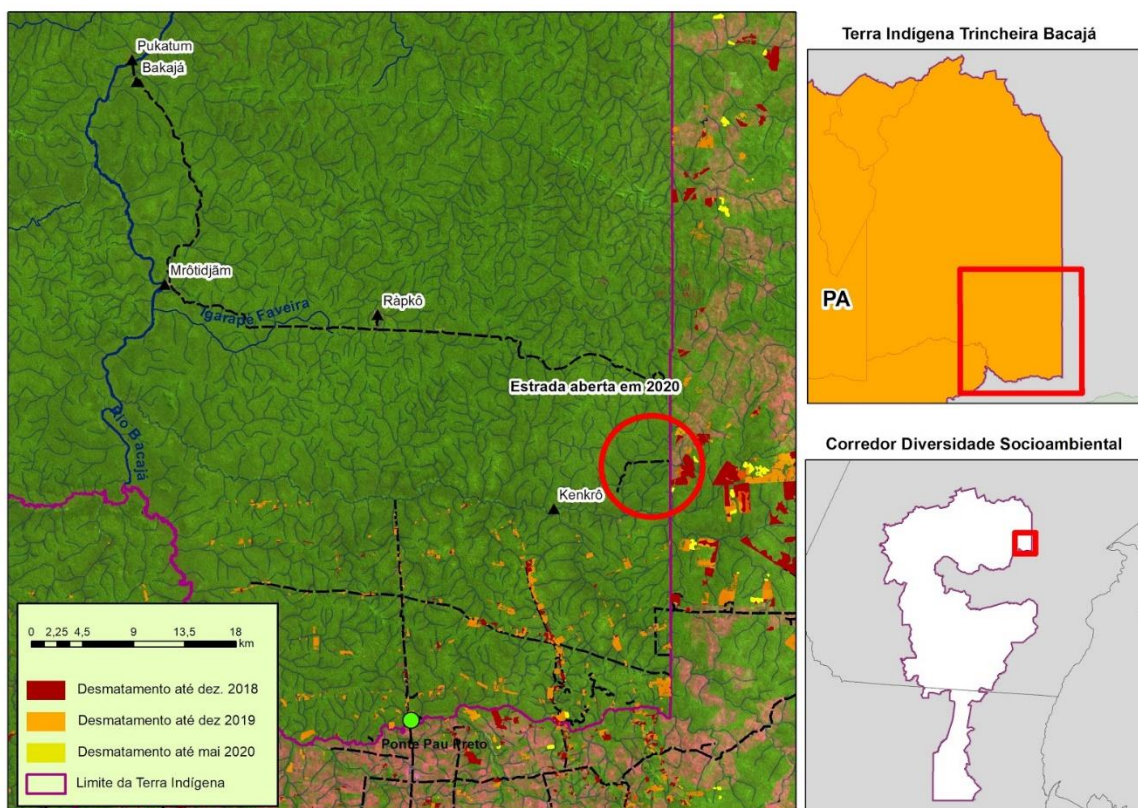 Pukatum
Bakajá
Mrôtidjãm
Igarapé Faveira
Ràpkô
Estrada aberta em 2020
Rio Bacajá
Kenkrô
Ponte Pau Preto
0 2,25 4,5 9 13,5 18
km
Desmatamento até dez. 2018
Desmatamento até dez 2019
Desmatamento até mai 2020
Limite da Terra Indígena
Terra Indígena Trincheira Bacajá
PA
Corredor Diversidade Socioambiental